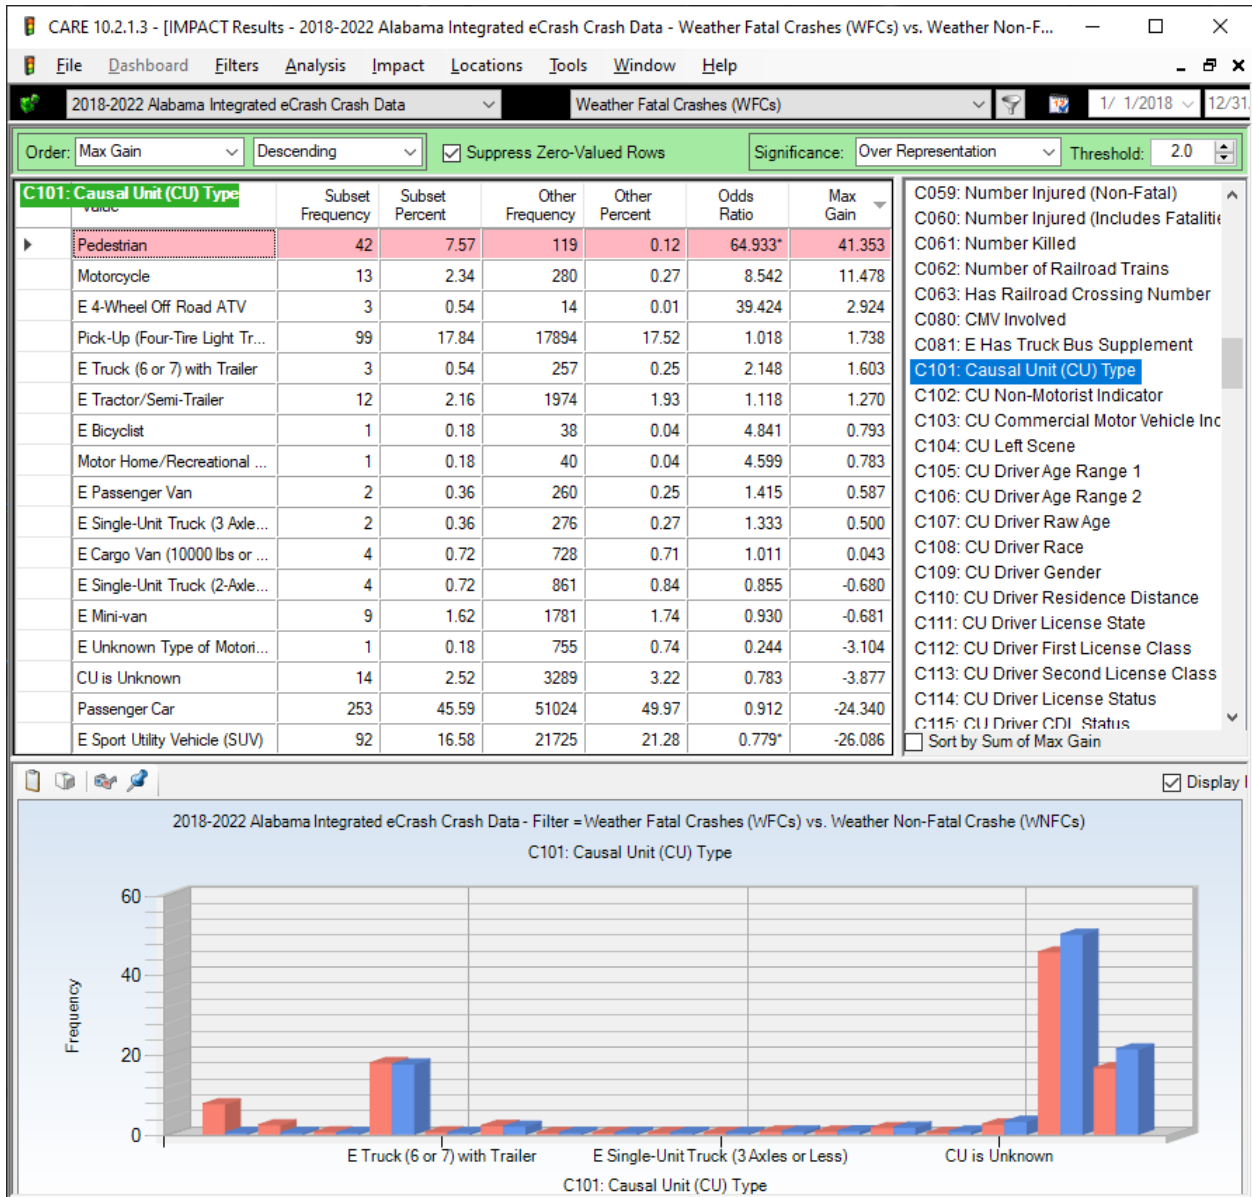 CARE 10.2.1.3 - [IMPACT Results - 2018-2022 Alabama Integrated eCrash Crash Data - Weather Fatal Crashes (WFCs) vs. Weather Non-F...
File Dashboard Filters Analysis Impact Locations Tools Window Help
2018-2022 Alabama Integrated eCrash Crash Data Weather Fatal Crashes (WFCs) 1/ 1/2018 12/31
Order: Max Gain Descending Suppress Zero-Valued Rows Significance: Over Representation Threshold: 2.0
C101: Causal Unit (CU) Type
Value Subset Frequency Subset Percent Other Frequency Other Percent Odds Ratio Max Gain
Pedestrian 42 7.57 119 0.12 64.933* 41.353
Motorcycle 13 2.34 280 0.27 8.542 11.478
E 4-Wheel Off Road ATV 3 0.54 14 0.01 39.424 2.924
Pick-Up (Four-Tire Light Tr... 99 17.84 17894 17.52 1.018 1.738
E Truck (6 or 7) with Trailer 3 0.54 257 0.25 2.148 1.603
E Tractor/Semi-Trailer 12 2.16 1974 1.93 1.118 1.270
E Bicyclist 1 0.18 38 0.04 4.841 0.793
Motor Home/Recreational ... 1 0.18 40 0.04 4.599 0.783
E Passenger Van 2 0.36 260 0.25 1.415 0.587
E Single-Unit Truck (3 Axle... 2 0.36 276 0.27 1.333 0.500
E Cargo Van (10000 lbs or ... 4 0.72 728 0.71 1.011 0.043
E Single-Unit Truck (2-Axle... 4 0.72 861 0.84 0.855 -0.680
E Mini-van 9 1.62 1781 1.74 0.930 -0.681
E Unknown Type of Motori... 1 0.18 755 0.74 0.244 -3.104
CU is Unknown 14 2.52 3289 3.22 0.783 -3.877
Passenger Car 253 45.59 51024 49.97 0.912 -24.340
E Sport Utility Vehicle (SUV) 92 16.58 21725 21.28 0.779* -26.086
C059: Number Injured (Non-Fatal)
C060: Number Injured (Includes Fatalitie
C061: Number Killed
C062: Number of Railroad Trains
C063: Has Railroad Crossing Number
C080: CMV Involved
C081: E Has Truck Bus Supplement
C101: Causal Unit (CU) Type
C102: CU Non-Motorist Indicator
C103: CU Commercial Motor Vehicle Inc
C104: CU Left Scene
C105: CU Driver Age Range 1
C106: CU Driver Age Range 2
C107: CU Driver Raw Age
C108: CU Driver Race
C109: CU Driver Gender
C110: CU Driver Residence Distance
C111: CU Driver License State
C112: CU Driver First License Class
C113: CU Driver Second License Class
C114: CU Driver License Status
C115: CU Driver CDL Status
Sort by Sum of Max Gain
Display I
2018-2022 Alabama Integrated eCrash Crash Data - Filter = Weather Fatal Crashes (WFCs) vs. Weather Non-Fatal Crashe (WNFCs)
C101: Causal Unit (CU) Type
Frequency
60
40
20
0
E Truck (6 or 7) with Trailer E Single-Unit Truck (3 Axles or Less) CU is Unknown
C101: Causal Unit (CU) Type